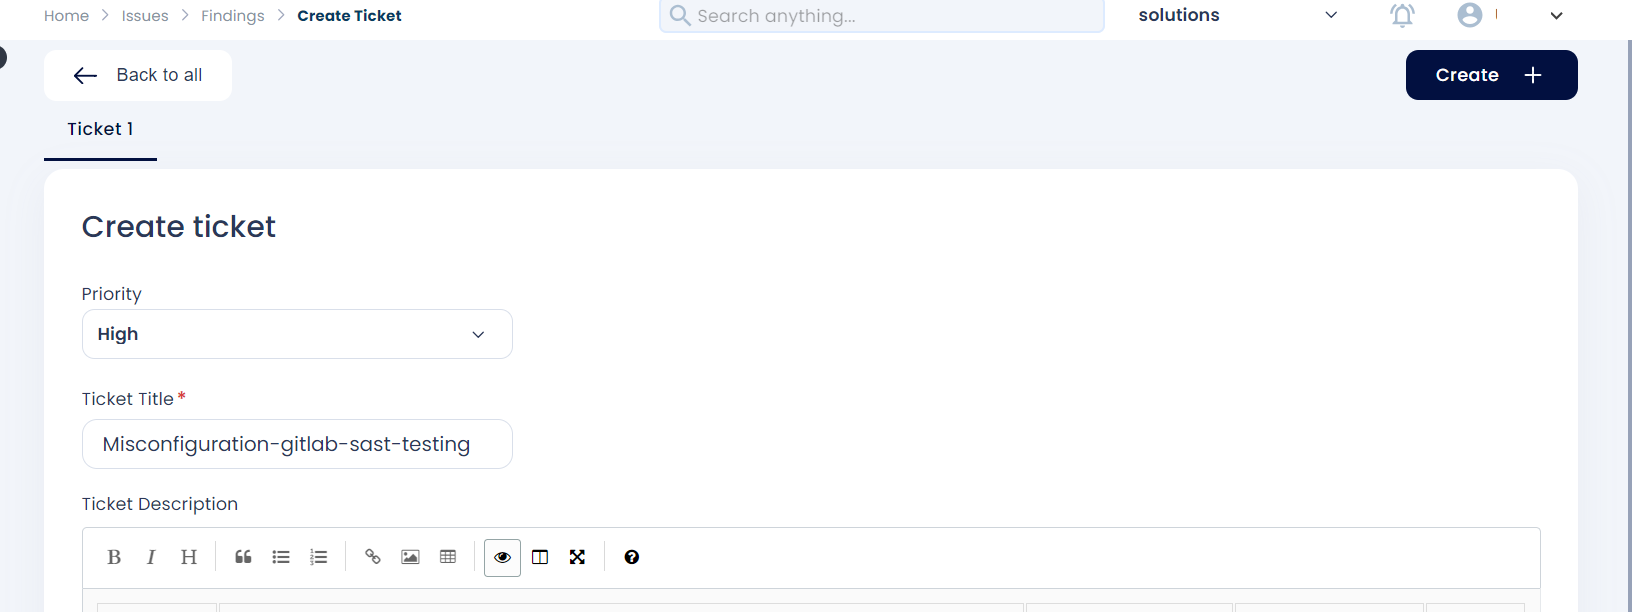 Home > Issues > Findings > Create Ticket
Search anything...
solutions
Back to all
Create +
Ticket 1
Create ticket
Priority
High
Ticket Title*
Misconfiguration-gitlab-sast-testing
Ticket Description
B I H